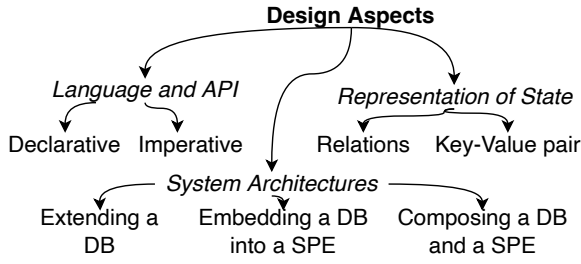 Design Aspects
Language and API
Representation of State
Declarative
Imperative
Relations
Key-Value pair
System Architectures
Extending a
DB
Embedding a DB
into a SPE
Composing a DB
and a SPE